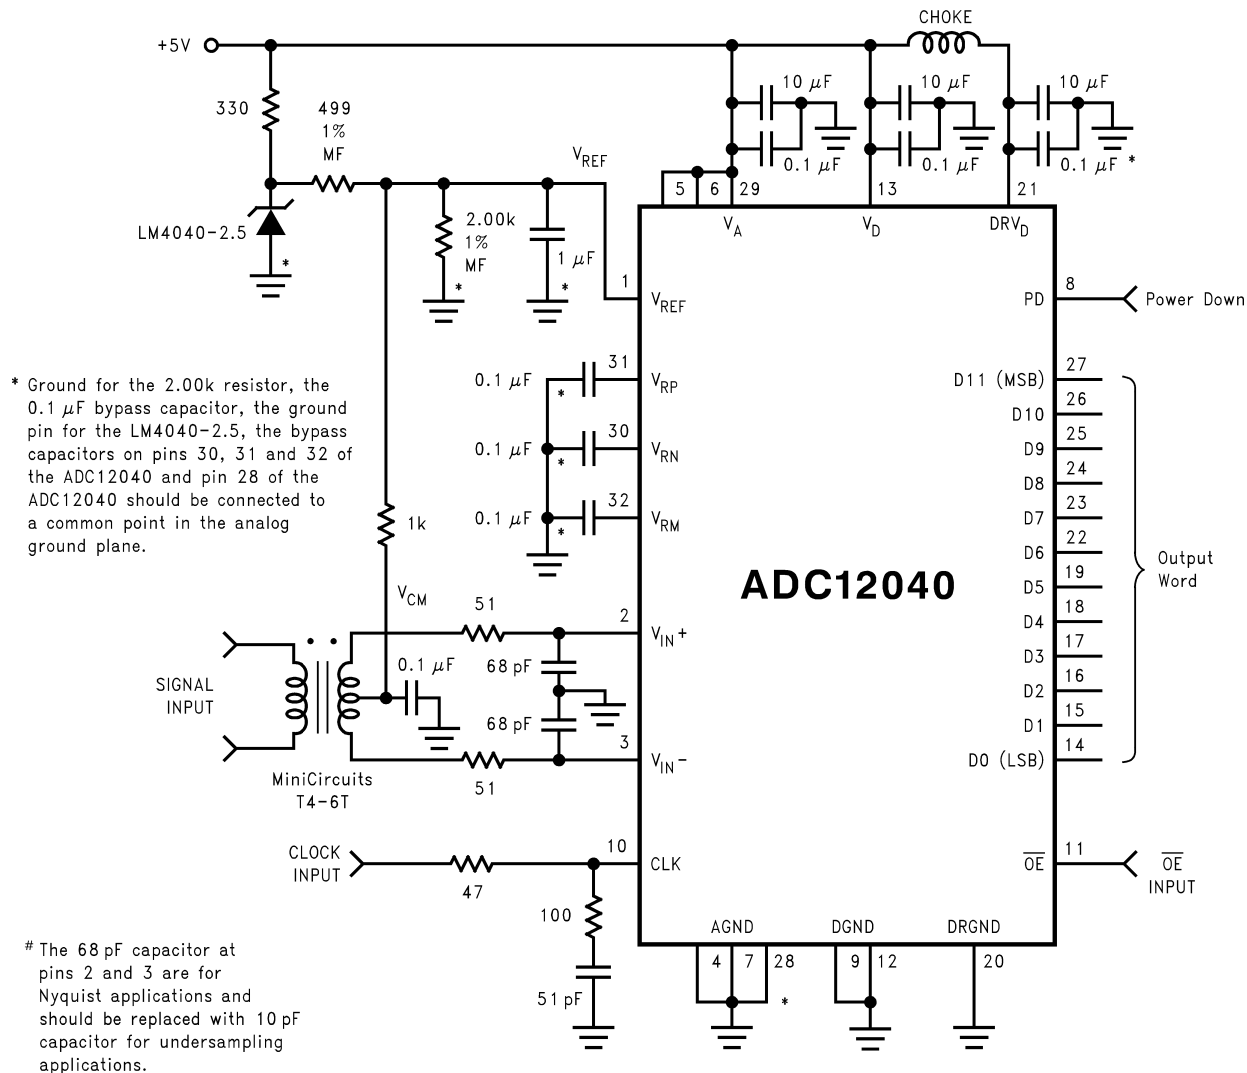 CHOKE
+5V
10 µF
10 µF
10 µF
330
499
1%
MF
VREF
0.1 µF
0.1 µF
0.1 µF *
5
6
29
13
21
VA
VD
DRVD
LM4040-2.5
*
2.00k
1%
MF
*
1 µF
*
1
VREF
8
PD
Power Down
* Ground for the 2.00k resistor, the
0.1 µF bypass capacitor, the ground
pin for the LM4040-2.5, the bypass
capacitors on pins 30, 31 and 32 of
the ADC12040 and pin 28 of the
ADC12040 should be connected to
a common point in the analog
ground plane.
0.1 µF
*
31
VRP
0.1 µF
*
30
VRN
0.1 µF
*
32
VRM
27
D11 (MSB)
26
D10
25
D9
24
D8
23
D7
22
D6
19
D5
18
D4
17
D3
16
D2
15
D1
14
D0 (LSB)
Output
Word
ADC12040
1k
VCM
51
2
VIN+
0.1 µF
68 pF
SIGNAL
INPUT
68 pF
3
VIN-
51
MiniCircuits
T4-6T
CLOCK
INPUT
47
10
CLK
11
OE
OE
INPUT
100
51 pF
AGND
DGND
DRGND
4
7
28
*
9
12
20
# The 68 pF capacitor at
pins 2 and 3 are for
Nyquist applications and
should be replaced with 10 pF
capacitor for undersampling
applications.